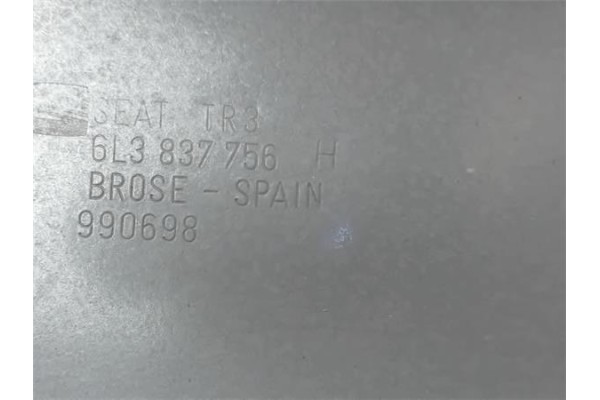 SEAT TR3
6L3 837 756 H
BROSE - SPAIN
990698